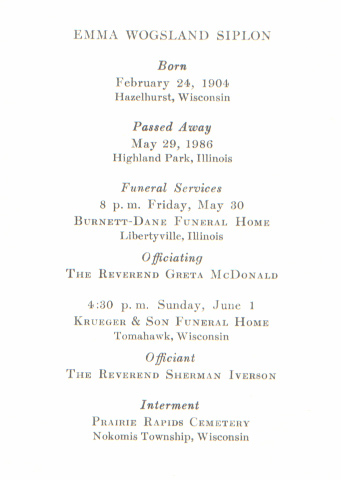 EMMA WOGSLAND SIPLON
Born
February 24, 1904
Hazelhurst, Wisconsin
Passed Away
May 29, 1986
Highland Park, Illinois
Funeral Services
8 p. m. Friday, May 30
BURNETT-DANE FUNERAL HOME
Libertyville, Illinois
Officiating
THE REVEREND GRETA MCDONALD
4:30 p. m. Sunday, June 1
KRUEGER & SON FUNERAL HOME
Tomahawk, Wisconsin
Officiant
THE REVEREND SHERMAN IVERSON
Interment
PRAIRIE RAPIDS CEMETERY
Nokomis Township, Wisconsin